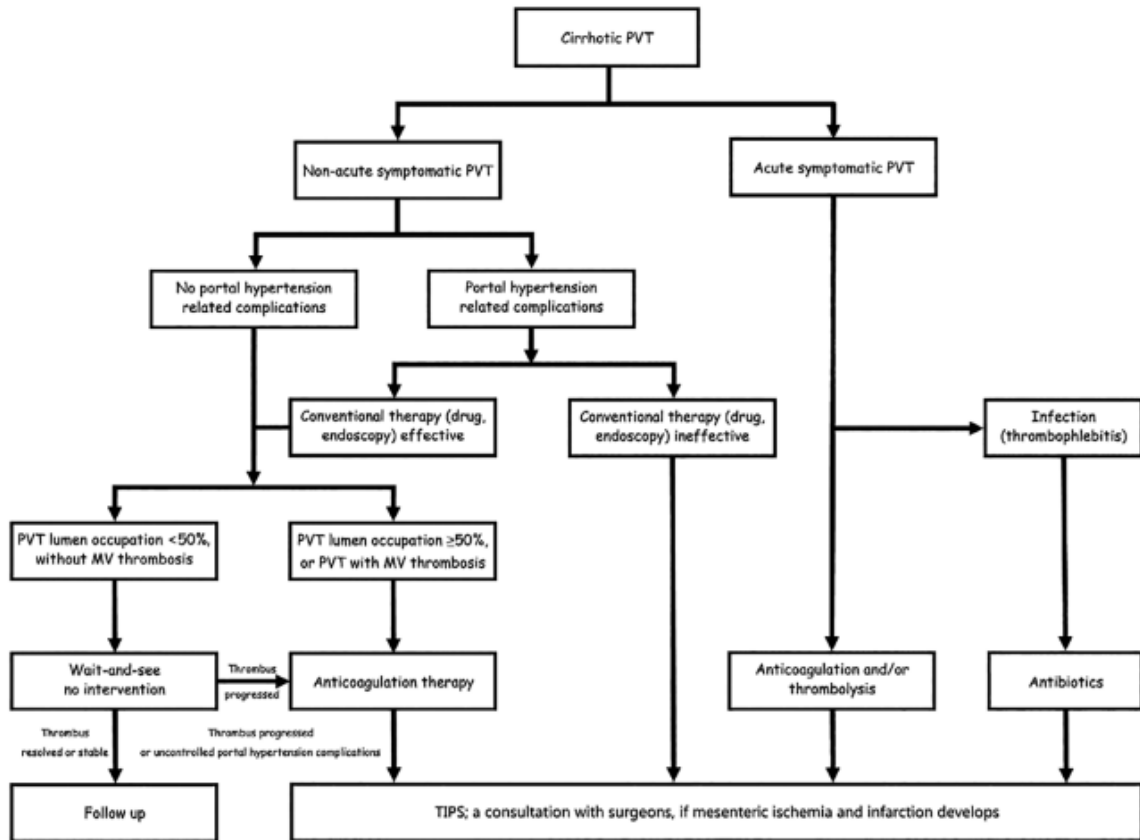 Cirrhotic PVT
Non-acute symptomatic PVT
Acute symptomatic PVT
No portal hypertension
related complications
Portal hypertension
related complications
Conventional therapy (drug,
endoscopy) effective
Conventional therapy (drug,
endoscopy) ineffective
Infection
(thrombophlebitis)
PVT lumen occupation <50%,
without MV thrombosis
PVT lumen occupation ≥50%,
or PVT with MV thrombosis
Wait-and-see
no intervention
Thrombus
progressed
Anticoagulation therapy
Anticoagulation and/or
thrombolysis
Antibiotics
Thrombus
resolved or stable
Thrombus progressed
or uncontrolled portal hypertension complications
Follow up
TIPS; a consultation with surgeons, if mesenteric ischemia and infarction develops